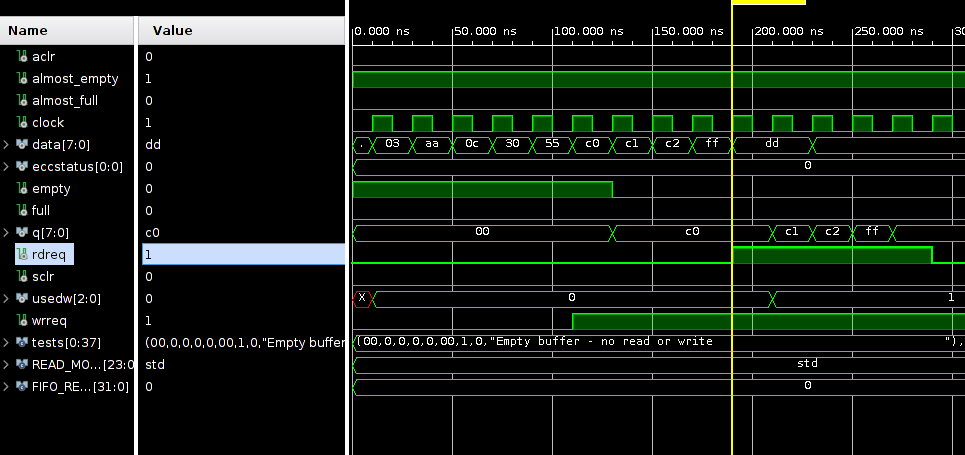 Name Value
0.000 ns 50.000 ns 100.000 ns 150.000 ns 200.000 ns 250.000 ns
aclr 0
almost_empty 1
almost_full 0
clock 1
data[7:0] dd . 03 aa 0c 30 55 c0 c1 c2 ff dd
eccstatus[0:0] 0 0
empty 0
full 0
q[7:0] c0 00 c0 c1 c2 ff
rdreq 1
sclr 0
usedw[2:0] 0 X 0 1
wrreq 1
tests[0:37] (00,0,0,0,0,00,1,0,"Empty buffer (00,0,0,0,0,00,1,0,"Empty buffer - no read or write "),
READ_MO...[23:0 std std
FIFO_RE...[31:0] 0 0